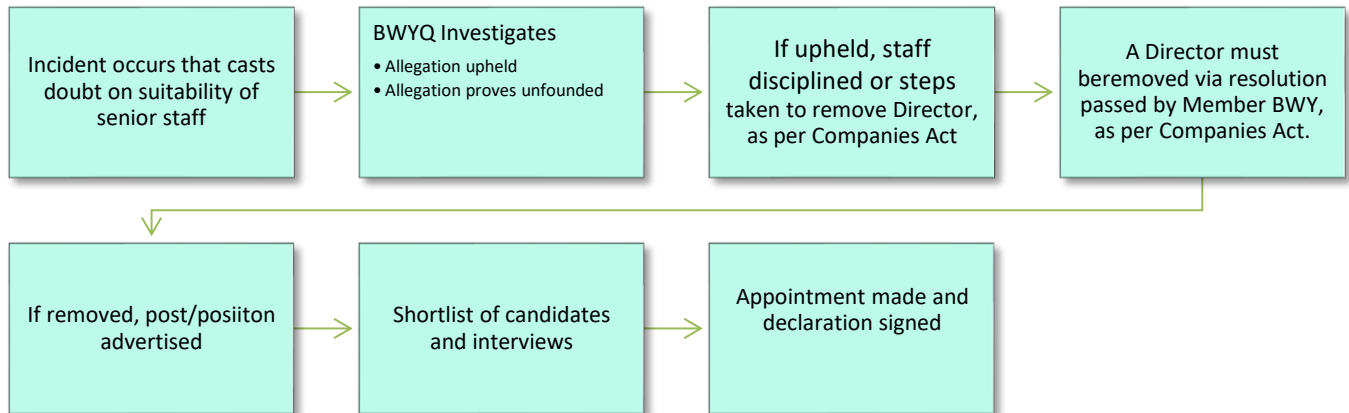 Incident occurs that casts
doubt on suitability of
senior staff
BWYQ Investigates
• Allegation upheld
• Allegation proves unfounded
If upheld, staff
disciplined or steps
taken to remove Director,
as per Companies Act
A Director must
beremoved via resolution
passed by Member BWY,
as per Companies Act.
If removed, post/posiiton
advertised
Shortlist of candidates
and interviews
Appointment made and
declaration signed